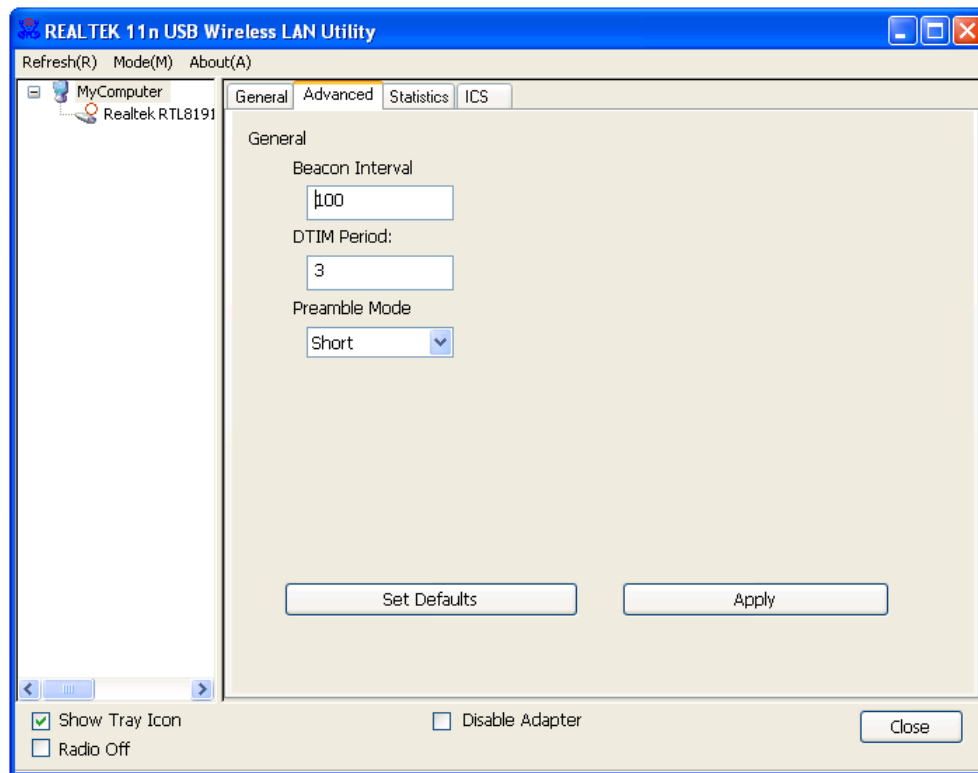 REALTEK 11n USB Wireless LAN Utility
Refresh(R) Mode(M) About(A)
MyComputer
Realtek RTL8191
General Advanced Statistics ICS
General
Beacon Interval
100
DTIM Period:
3
Preamble Mode
Short
Set Defaults Apply
Show Tray Icon Disable Adapter Close
Radio Off